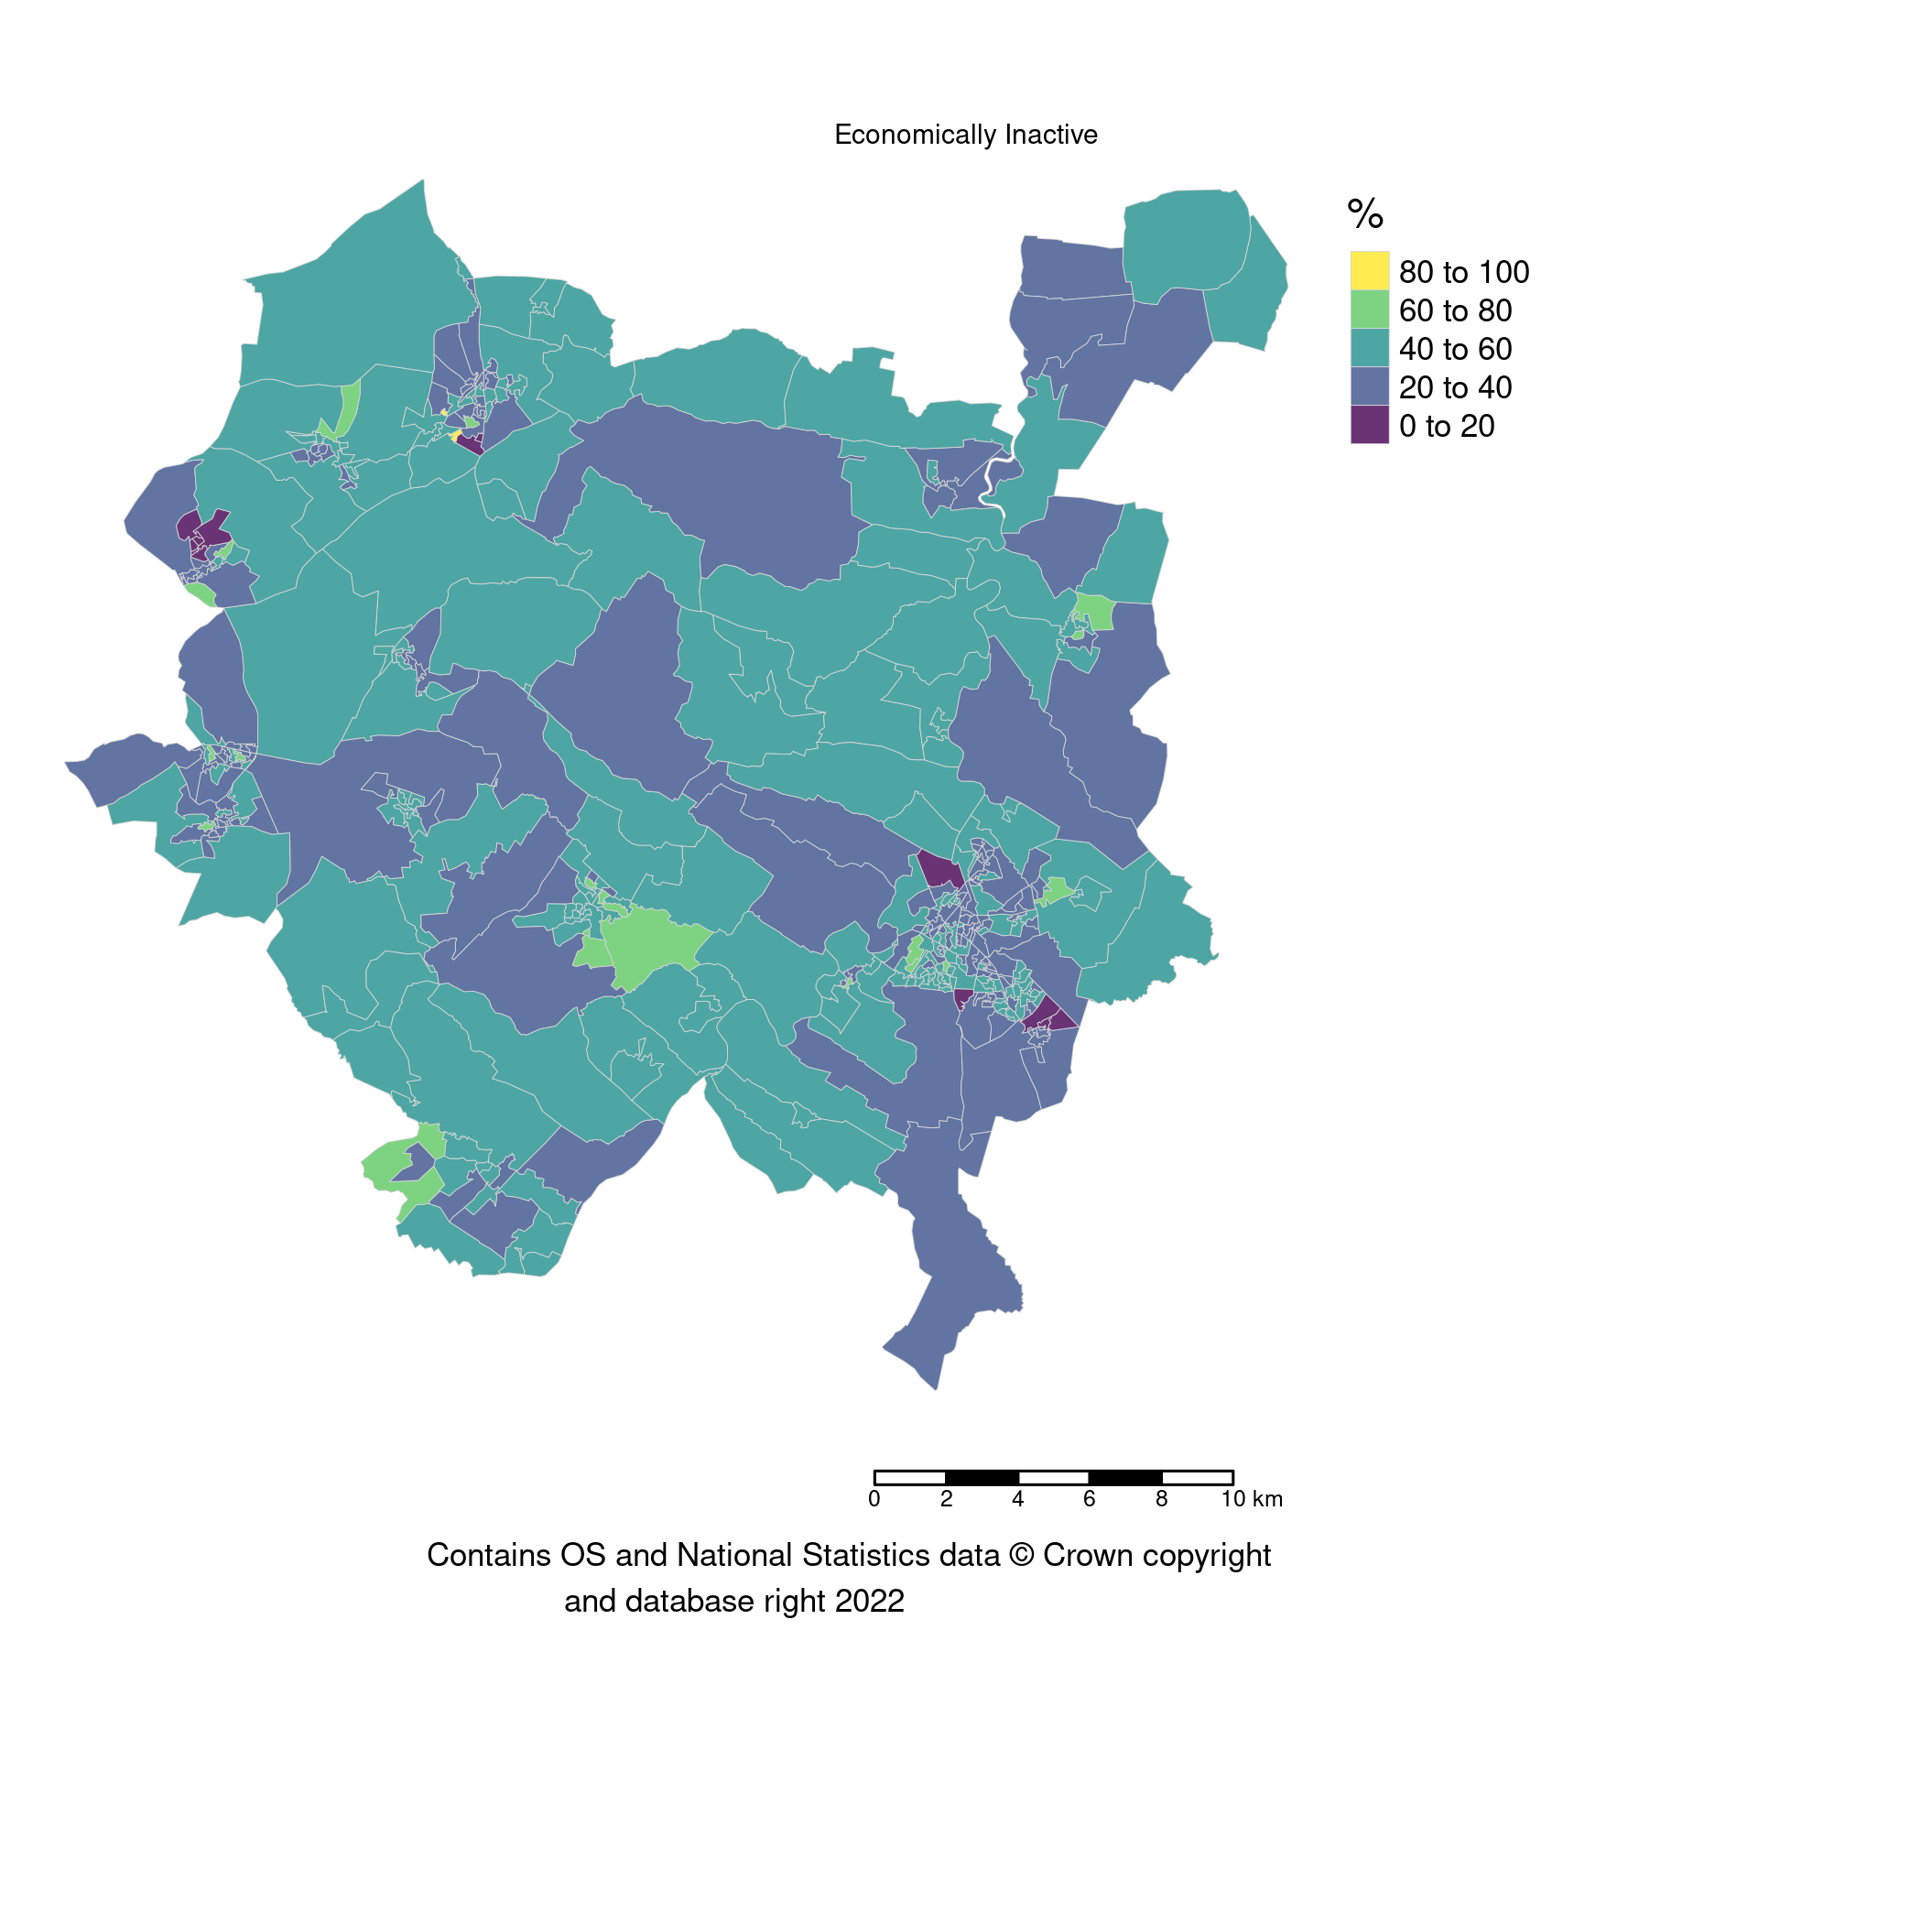 Economically Inactive
%
80 to 100
60 to 80
40 to 60
20 to 40
0 to 20
0 2 4 6 8 10 km
Contains OS and National Statistics data © Crown copyright
and database right 2022